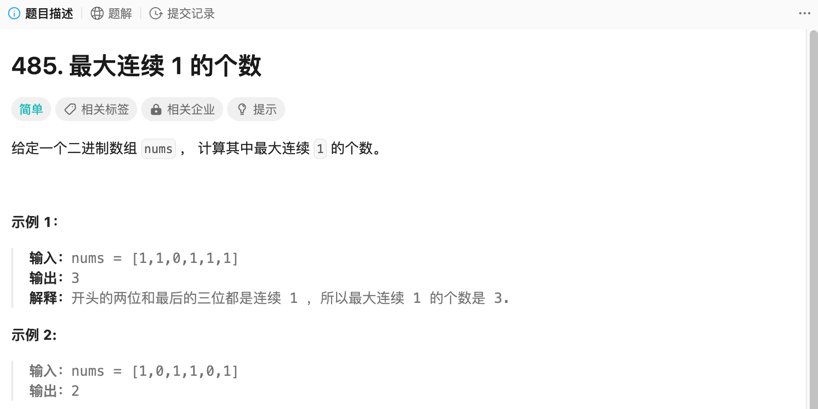 题目描述 题解 提交记录
485. 最大连续 1 的个数
简单 相关标签 相关企业 提示
给定一个二进制数组 nums ， 计算其中最大连续 1 的个数。
示例 1：
输入：nums = [1,1,0,1,1,1]
输出：3
解释：开头的两位和最后的三位都是连续 1 ，所以最大连续 1 的个数是 3.
示例 2:
输入：nums = [1,0,1,1,0,1]
输出：2